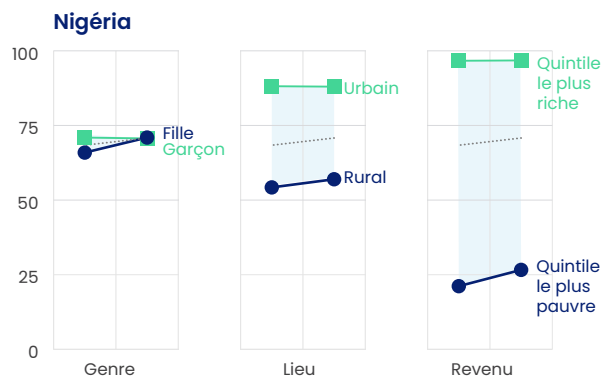 Nigéria
100
75
50
25
0
Fille
Garçon
Genre
Urbain
Rural
Lieu
Quintile
le plus
riche
Quintile
le plus
pauvre
Revenu